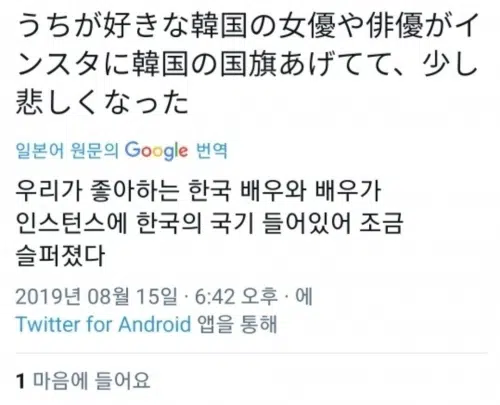 うちが好きな韓国の女優や俳優がイ
ンスタに韓国の国旗あげてて、少し
悲しくなった
일본어 원문의 Google 번역
우리가 좋아하는 한국 배우와 배우가
인스턴스에 한국의 국기 들어있어 조금
슬퍼졌다
2019년 08월 15일 · 6:42 오후 · 에
Twitter for Android 앱을 통해
1 마음에 들어요